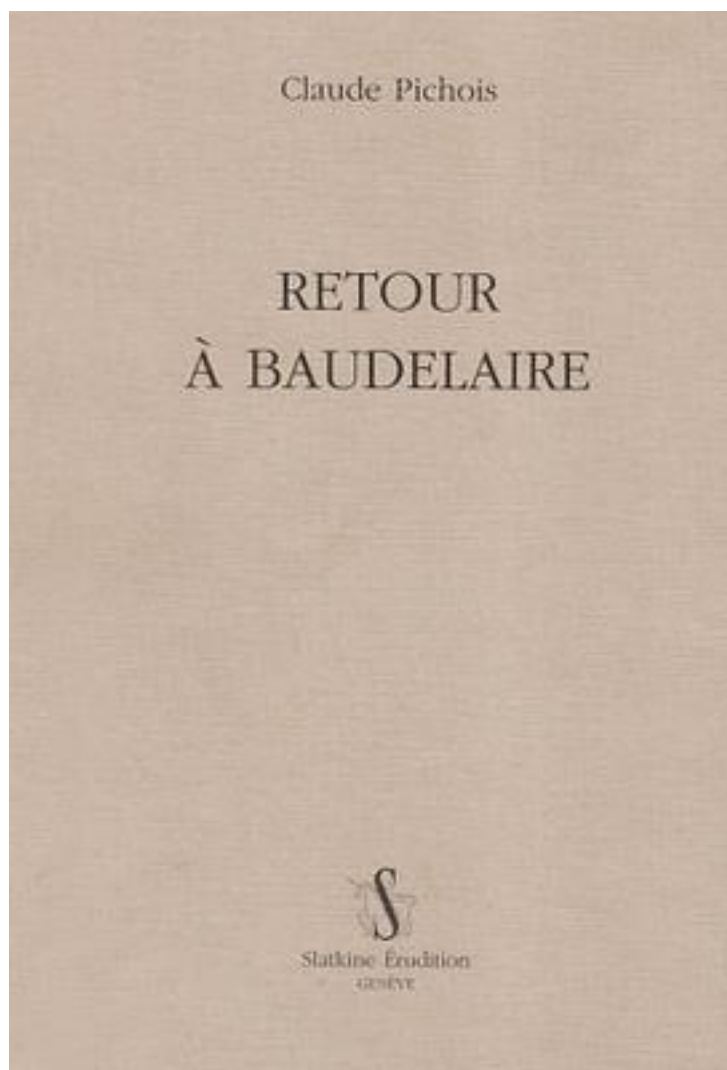 Claude Pichois
RETOUR
À BAUDELAIRE
S
Slatkine Érudition
GENÈVE